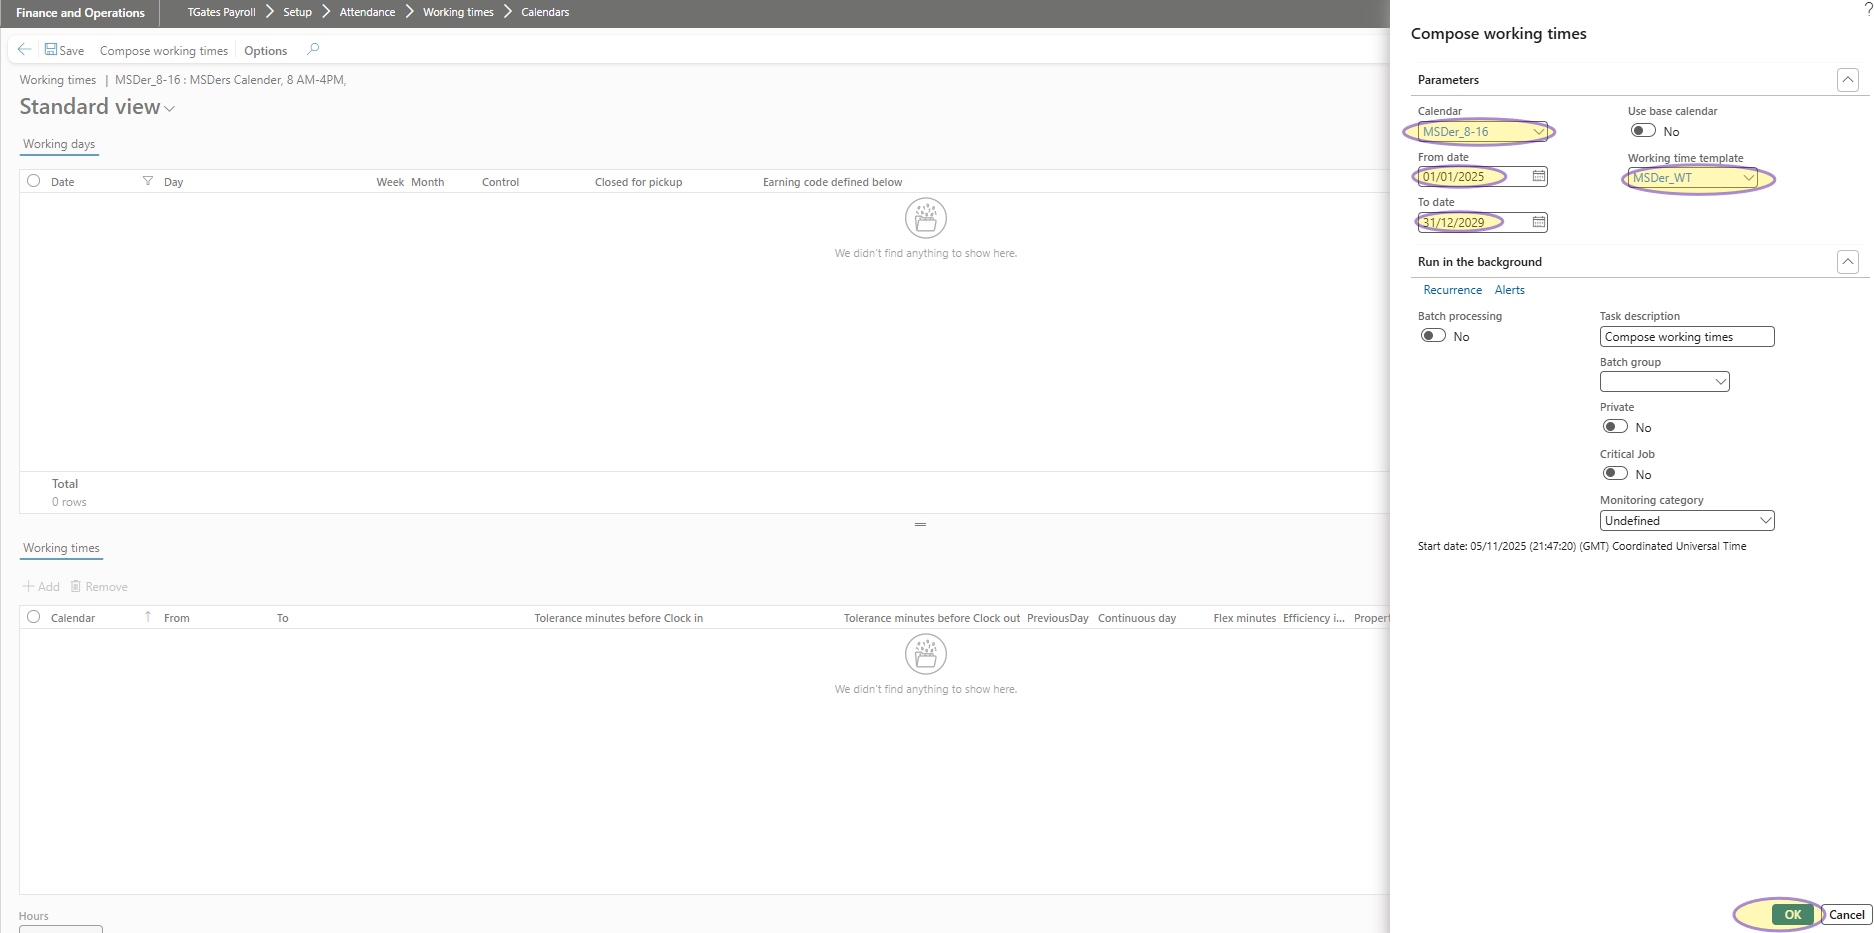 Finance and Operations
TGates Payroll Setup Attendance Working times Calendars
?
Save Compose working times Options
Working times | MSDer_8-16 : MSDers Calender, 8 AM-4PM,
Standard view
Working days
Date Day Week Month Control Closed for pickup Earning code defined below
We didn't find anything to show here.
Total
0 rows
Working times
Add Remove
Calendar From To Tolerance minutes before Clock in Tolerance minutes before Clock out PreviousDay Continuous day Flex minutes Efficiency i... Propert
We didn't find anything to show here.
Hours
Compose working times
Parameters
Calendar
MSDer_8-16
From date
01/01/2025
To date
31/12/2029
Use base calendar
No
Working time template
MSDer_WT
Run in the background
Recurrence Alerts
Batch processing
No
Task description
Compose working times
Batch group
Private
No
Critical Job
No
Monitoring category
Undefined
Start date: 05/11/2025 (21:47:20) (GMT) Coordinated Universal Time
OK Cancel